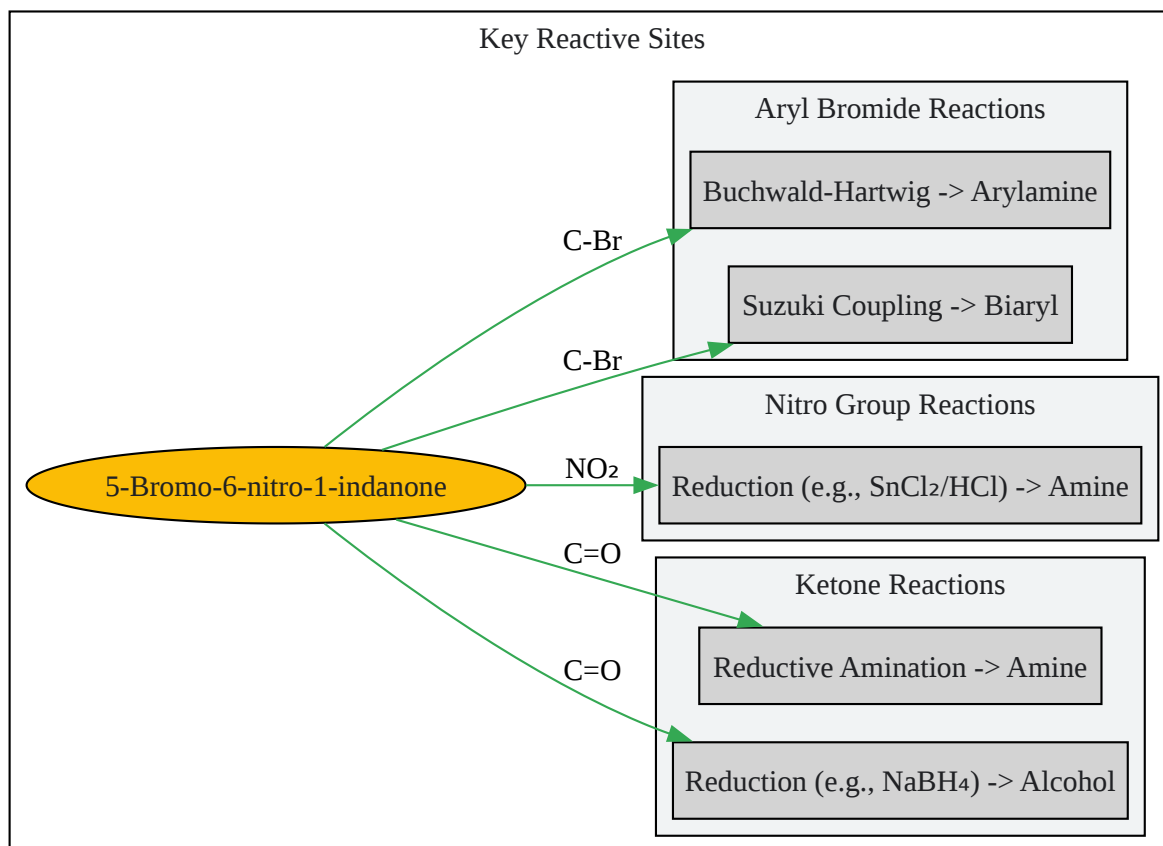 Key Reactive Sites
Aryl Bromide Reactions
Buchwald-Hartwig -> Arylamine
C-Br
Suzuki Coupling -> Biaryl
C-Br
Nitro Group Reactions
5-Bromo-6-nitro-1-indanone
NO₂
Reduction (e.g., SnCl₂/HCl) -> Amine
C=O
Ketone Reactions
Reductive Amination -> Amine
C=O
Reduction (e.g., NaBH₄) -> Alcohol